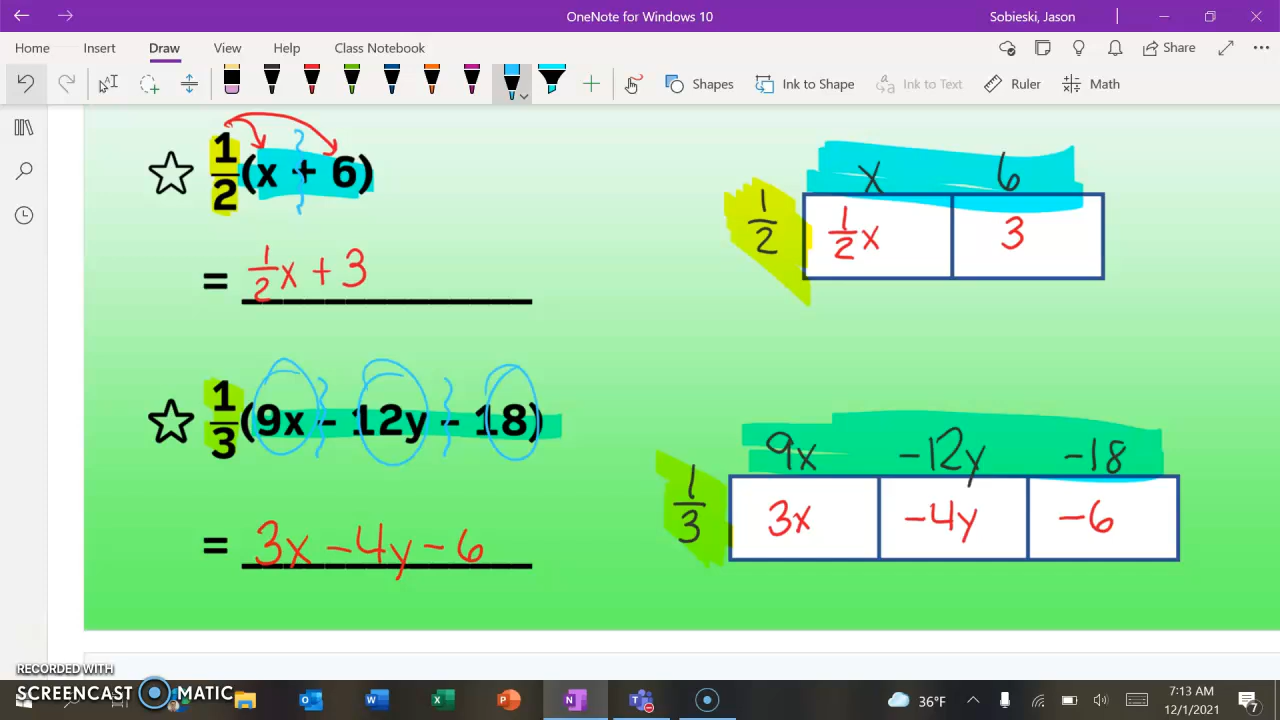 OneNote for Windows 10
Sobieski, Jason
Home Insert Draw View Help Class Notebook Share
Shapes Ink to Shape Ink to Text Ruler Math
1/2(x + 6)
= 1/2x + 3
x 6
1/2 1/2x 3
1/3(9x - 12y - 18)
= 3x - 4y - 6
9x -12y -18
1/3 3x -4y -6
RECORDED WITH
SCREENCAST MATIC
36°F
7:13 AM
12/1/2021
7